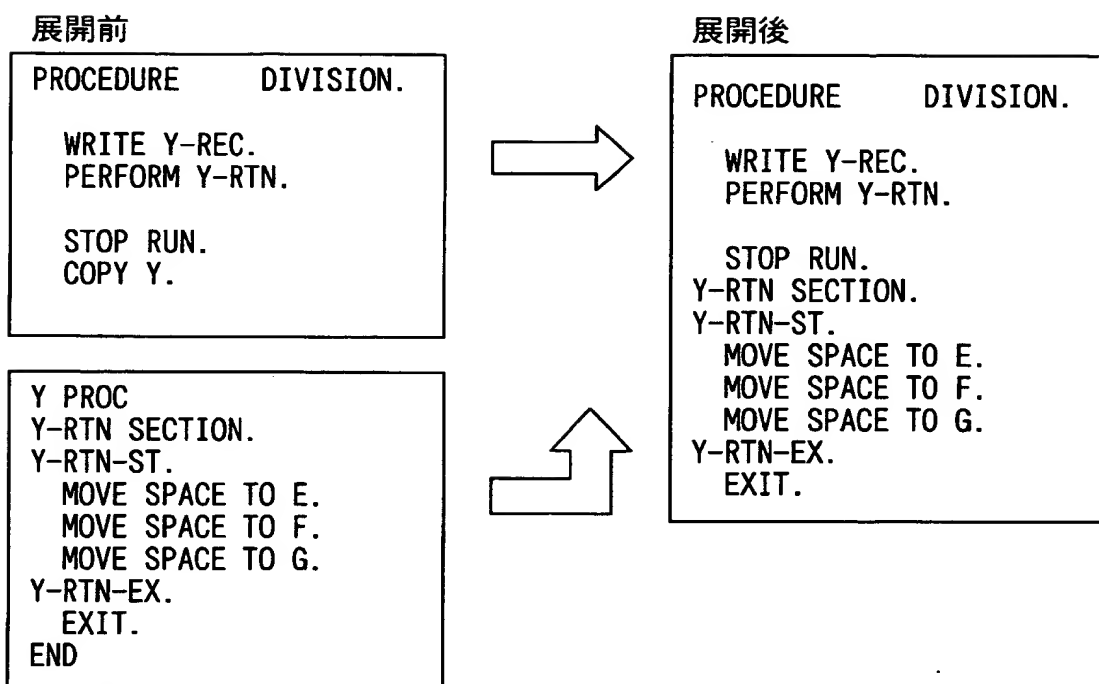 展開前
PROCEDURE DIVISION.
WRITE Y-REC.
PERFORM Y-RTN.
STOP RUN.
COPY Y.
Y PROC
Y-RTN SECTION.
Y-RTN-ST.
MOVE SPACE TO E.
MOVE SPACE TO F.
MOVE SPACE TO G.
Y-RTN-EX.
EXIT.
END
展開後
PROCEDURE DIVISION.
WRITE Y-REC.
PERFORM Y-RTN.
STOP RUN.
Y-RTN SECTION.
Y-RTN-ST.
MOVE SPACE TO E.
MOVE SPACE TO F.
MOVE SPACE TO G.
Y-RTN-EX.
EXIT.